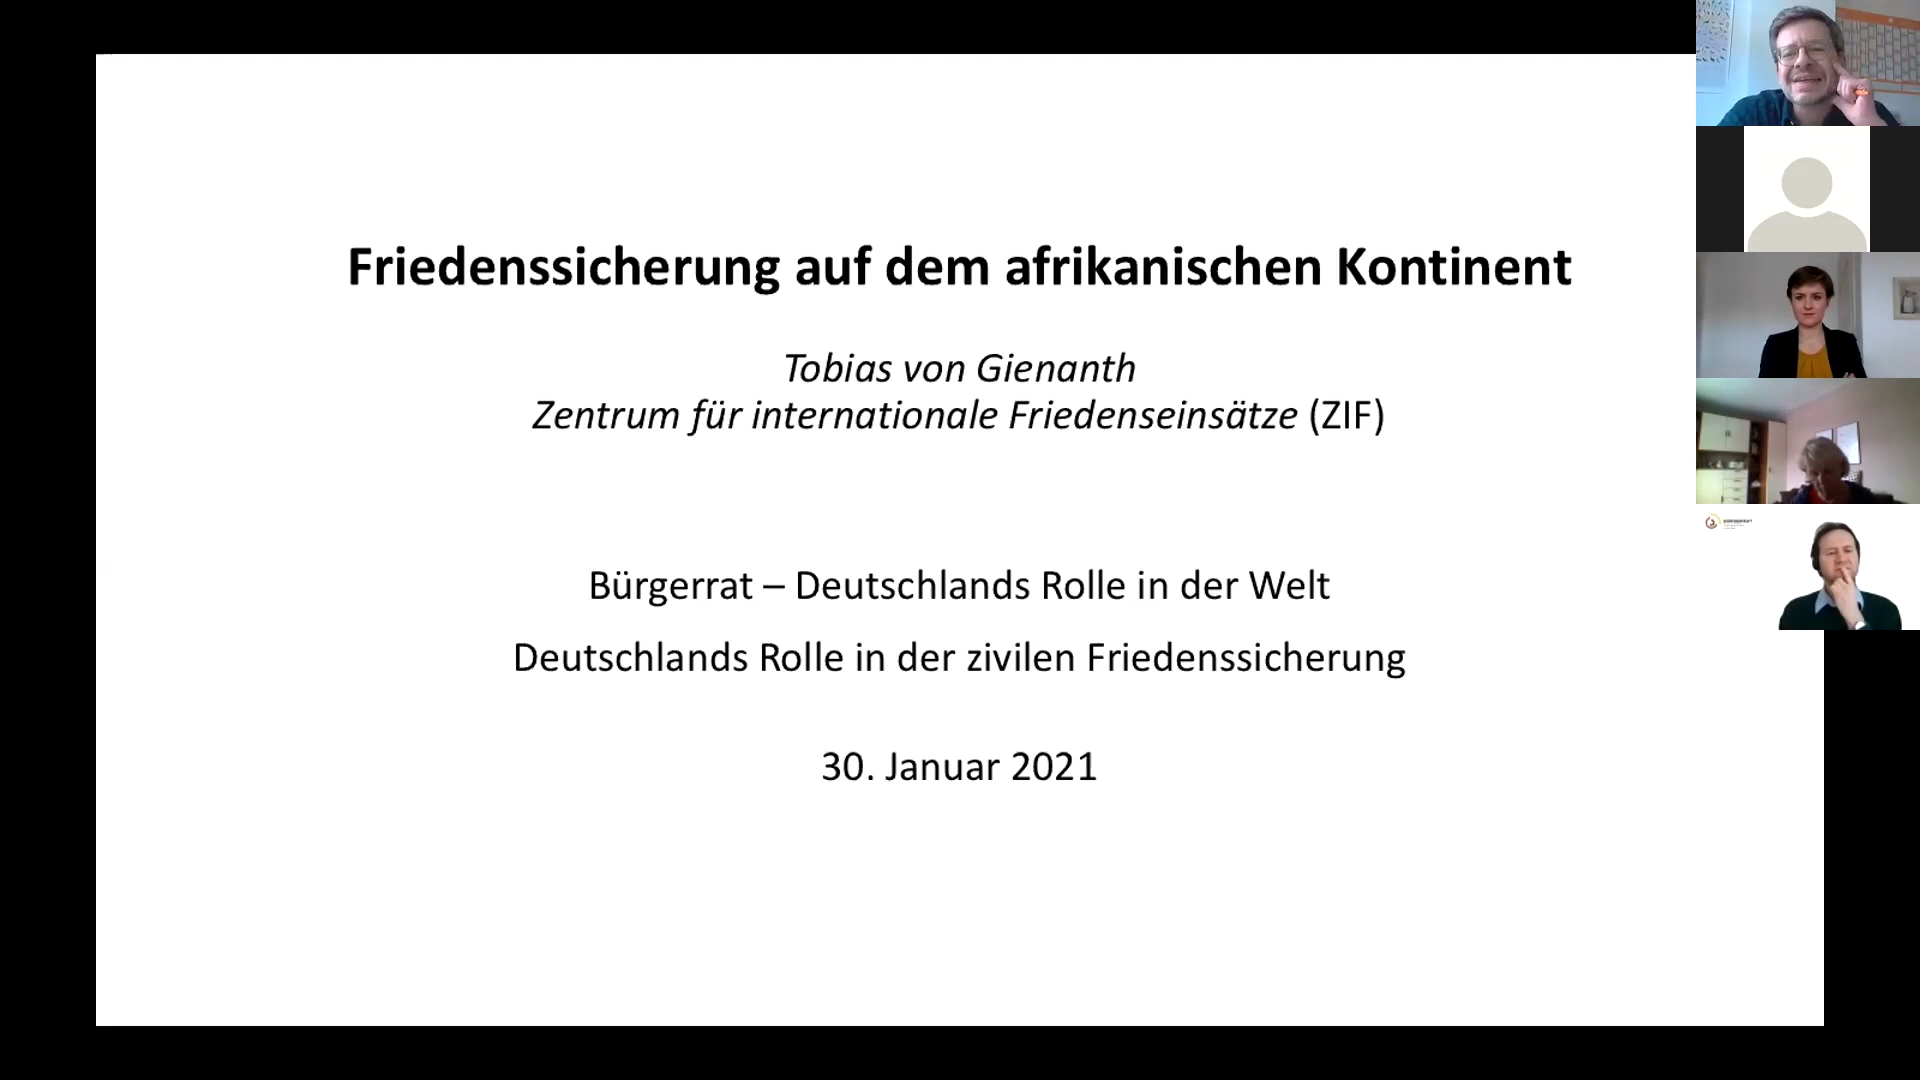 Friedenssicherung auf dem afrikanischen Kontinent
Tobias von Gienanth
Zentrum für internationale Friedenseinsätze (ZIF)
Bürgerrat – Deutschlands Rolle in der Welt
Deutschlands Rolle in der zivilen Friedenssicherung
30. Januar 2021